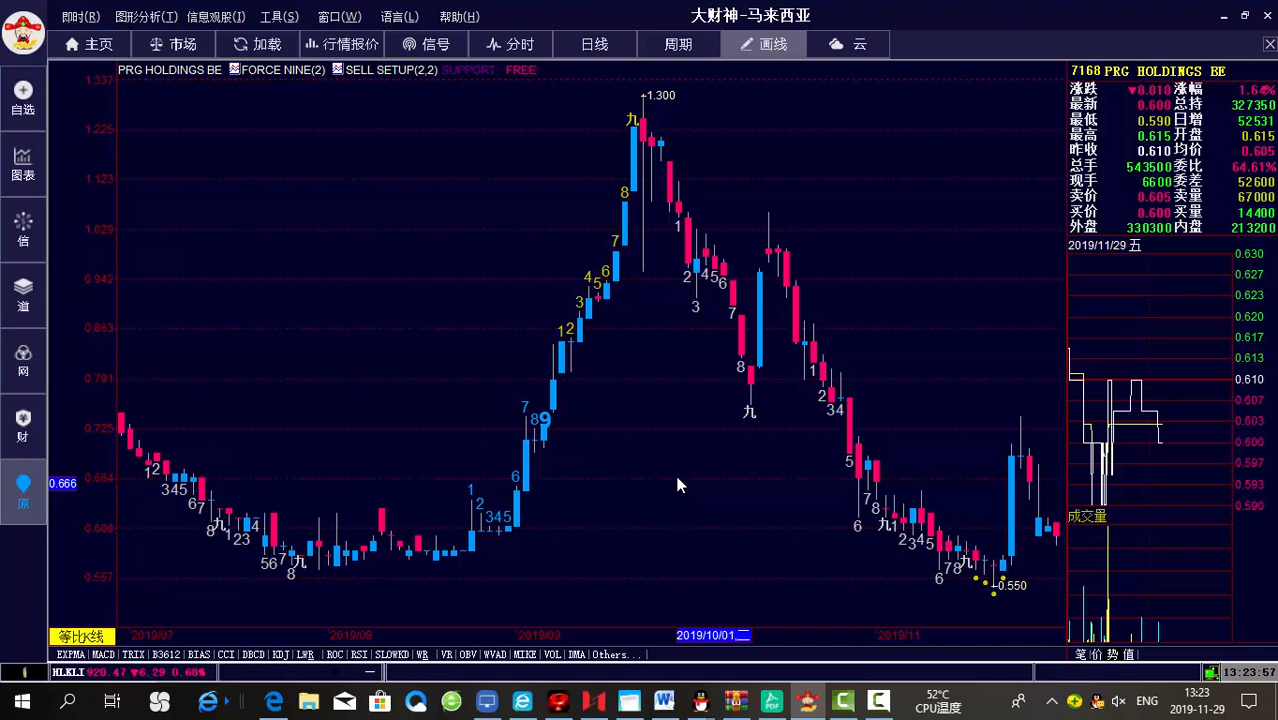 即时(R) 图形分析(T) 信息观股(I) 工具(S) 窗口(W) 语言(L) 帮助(H) 大财神-马来西亚
主页 市场 加载 行情报价 信号 分时 日线 周期 画线 云
自选
图表
信
道
网
财
原
PRG HOLDINGS BE FORCE NINE(2) SELL SETUP(2,2) SUPPORT FREE
1.337
1.225
1.123
1.029
0.942
0.863
0.791
0.725
0.664
0.608
0.557
0.666
1.300
0.550
等比K线 2019/07 2019/08 2019/09 2019/10/01,二 2019/11
EXPMA MACD TRIX B3612 BIAS CCI DBCD KDJ LWR ROC RSI SLOWKD WR VR OBV WVAD MIKE VOL DMA Others...
7168 PRG HOLDINGS BE
涨跌 ▼0.010 涨幅 1.64%
最新 0.600 总持 327350
最低 0.590 日增 52531
最高 0.615 开盘 0.615
昨收 0.610 均价 0.605
总手 543500 委比 64.61%
现手 6600 委差 52600
卖价 0.605 卖量 67000
买价 0.600 买量 14400
外盘 330300 内盘 213200
2019/11/29 五
0.630
0.627
0.623
0.620
0.617
0.613
0.610
0.607
0.603
0.600
0.597
0.593
0.590
成交量
笔 价 势 值
HLKLI 920.47 ▼6.29 0.68%
13:23:57
52°C
CPU温度
ENG
13:23
2019-11-29